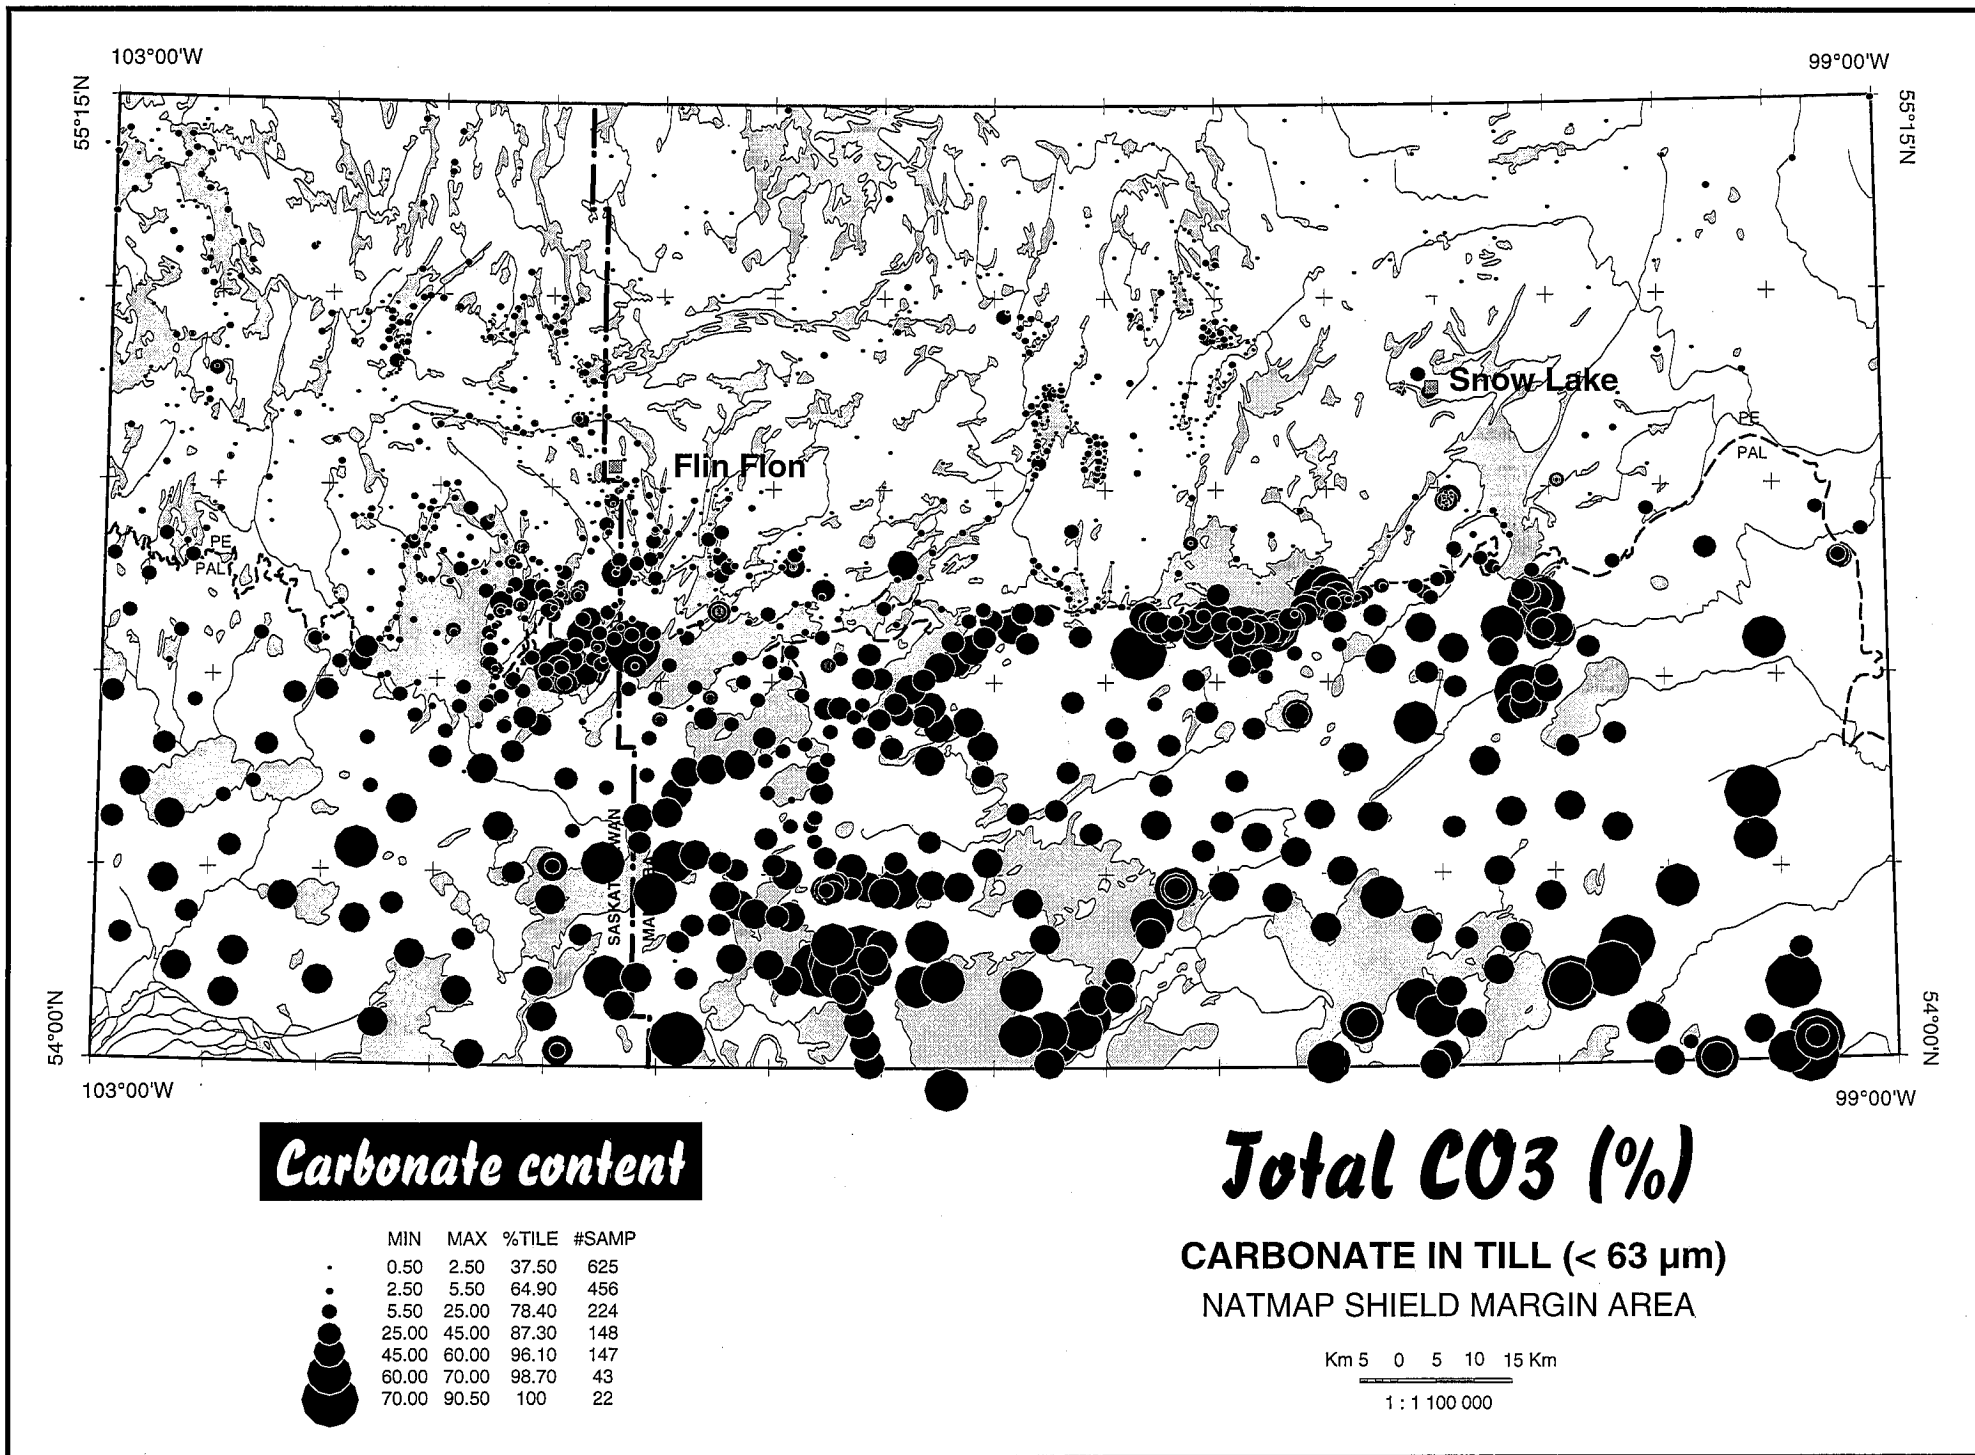 103°00'W
99°00'W
55°15'N
55°15'N
Snow Lake
PE
PAL
Flin Flon
PE
PAL
SASKAT WAN
MA
54°00'N
54°00'N
103°00'W
99°00'W
Carbonate content
Total CO3 (%)
MIN MAX %TILE #SAMP
0.50 2.50 37.50 625
2.50 5.50 64.90 456
5.50 25.00 78.40 224
25.00 45.00 87.30 148
45.00 60.00 96.10 147
60.00 70.00 98.70 43
70.00 90.50 100 22
CARBONATE IN TILL (< 63 µm)
NATMAP SHIELD MARGIN AREA
Km 5 0 5 10 15 Km
1 : 1 100 000